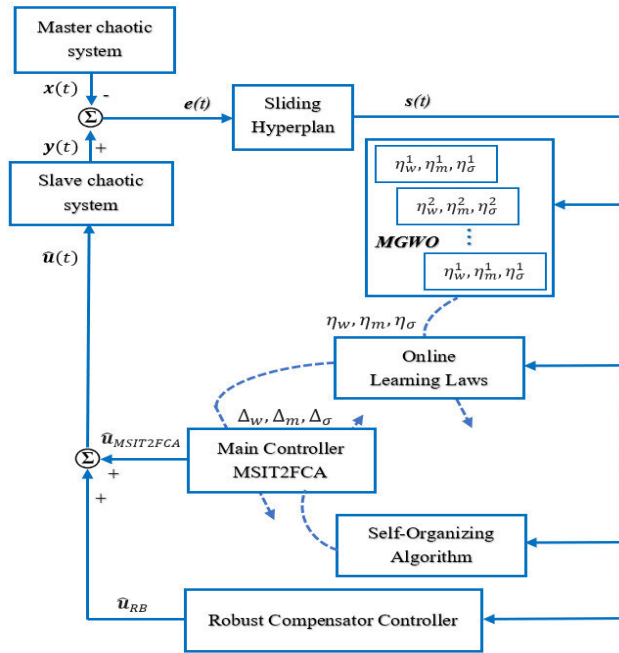 Master chaotic
system
x(t)
-
Σ
e(t)
Sliding
Hyperplan
s(t)
y(t)
+
Slave chaotic
system
η_w^1, η_m^1, η_σ^1
η_w^2, η_m^2, η_σ^2
⋮
MGWO
η_w^1, η_m^1, η_σ^1
û(t)
η_w, η_m, η_σ
Online
Learning Laws
Δ_w, Δ_m, Δ_σ
û_MSIT2FCA
Main Controller
MSIT2FCA
Σ
+
+
Self-Organizing
Algorithm
û_RB
Robust Compensator Controller